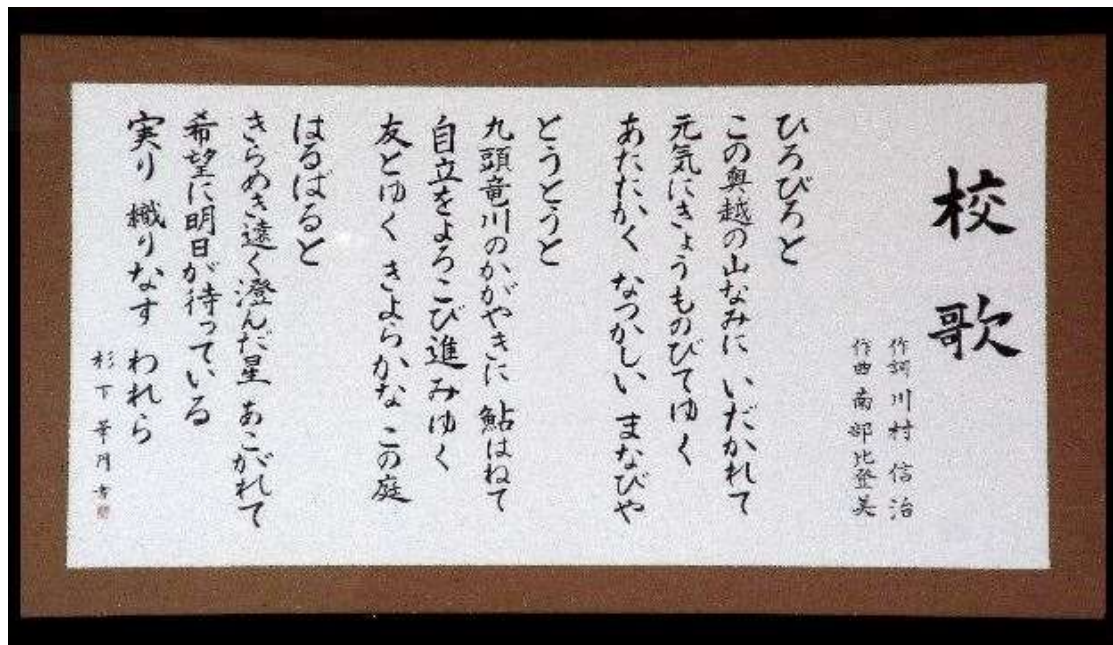 校歌
作詞 川村信治
作曲 南部比登美
ひろびろと
この奥越の山なみに いだかれて
元気にきょうものびてゆく
あたたかく なつかしい まなびや
とうとうと
九頭竜川のかがやきに 鮎はねて
自立をよろこび進みゆく
友とゆく きよらかな この庭
はるばると
きらめき遠く澄んだ星 あこがれて
希望に明日が待っている
実り 織りなす われら
杉下